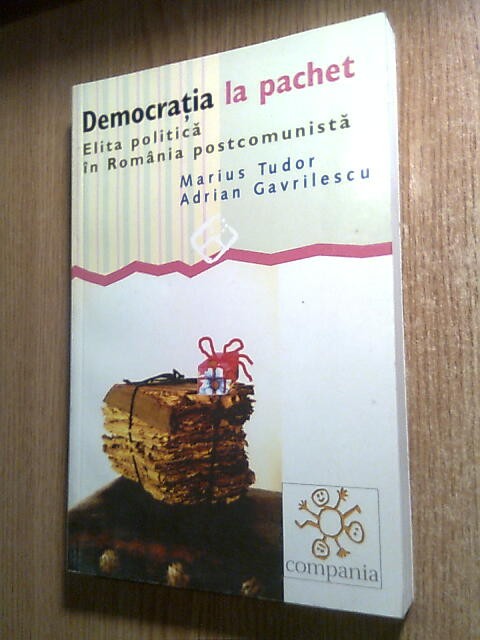 Democrația la pachet
Elita politică
în România postcomunistă
Marius Tudor
Adrian Gavrilescu
compania